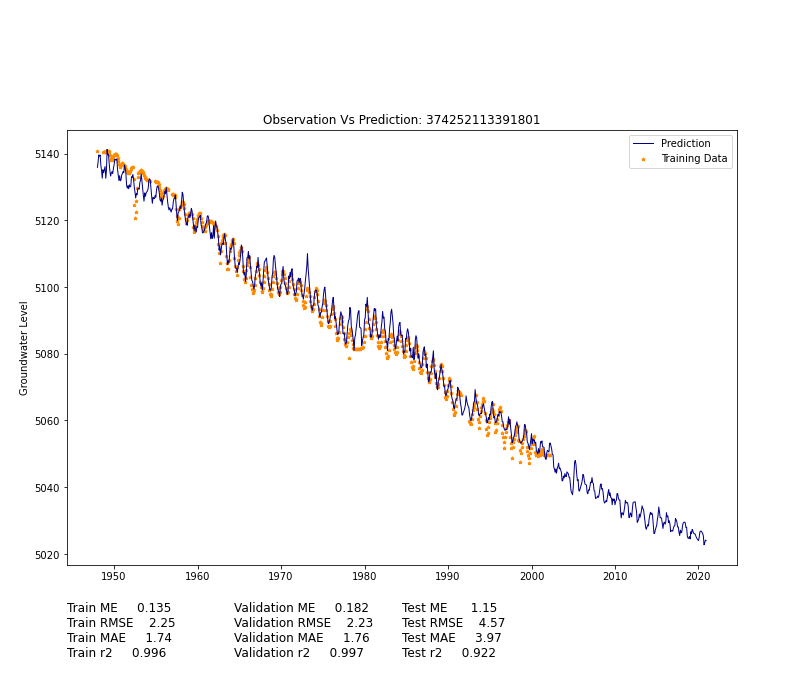 Observation Vs Prediction: 374252113391801
Prediction
Training Data
Groundwater Level
5140
5120
5100
5080
5060
5040
5020
1950 1960 1970 1980 1990 2000 2010 2020
Train ME 0.135 Validation ME 0.182 Test ME 1.15
Train RMSE 2.25 Validation RMSE 2.23 Test RMSE 4.57
Train MAE 1.74 Validation MAE 1.76 Test MAE 3.97
Train r2 0.996 Validation r2 0.997 Test r2 0.922